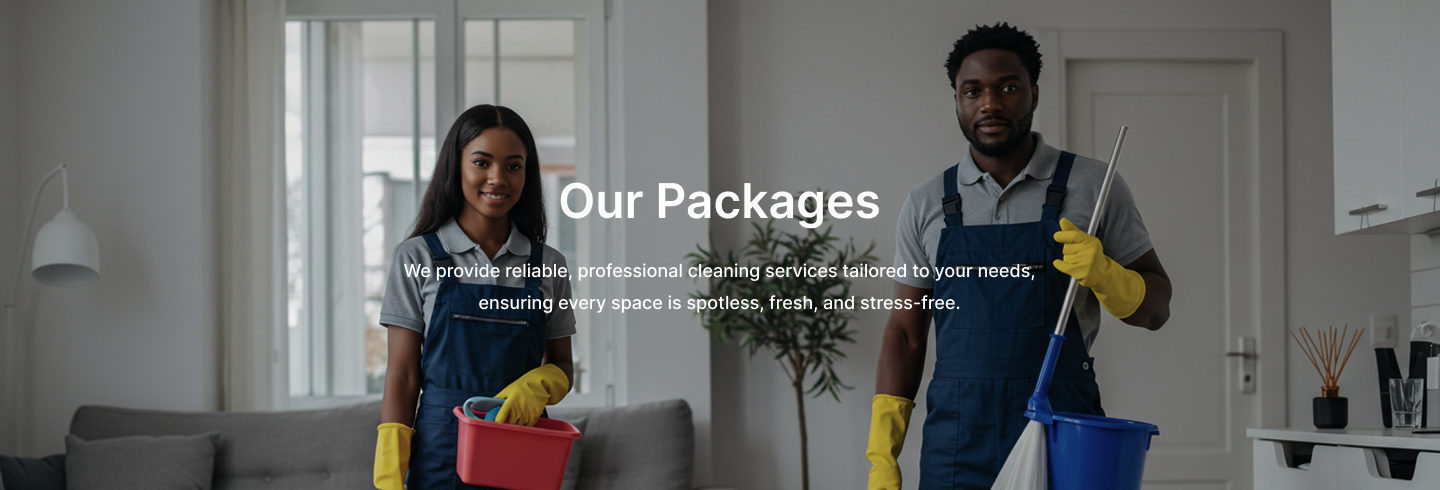 Our Packages
We provide reliable, professional cleaning services tailored to your needs,
ensuring every space is spotless, fresh, and stress-free.